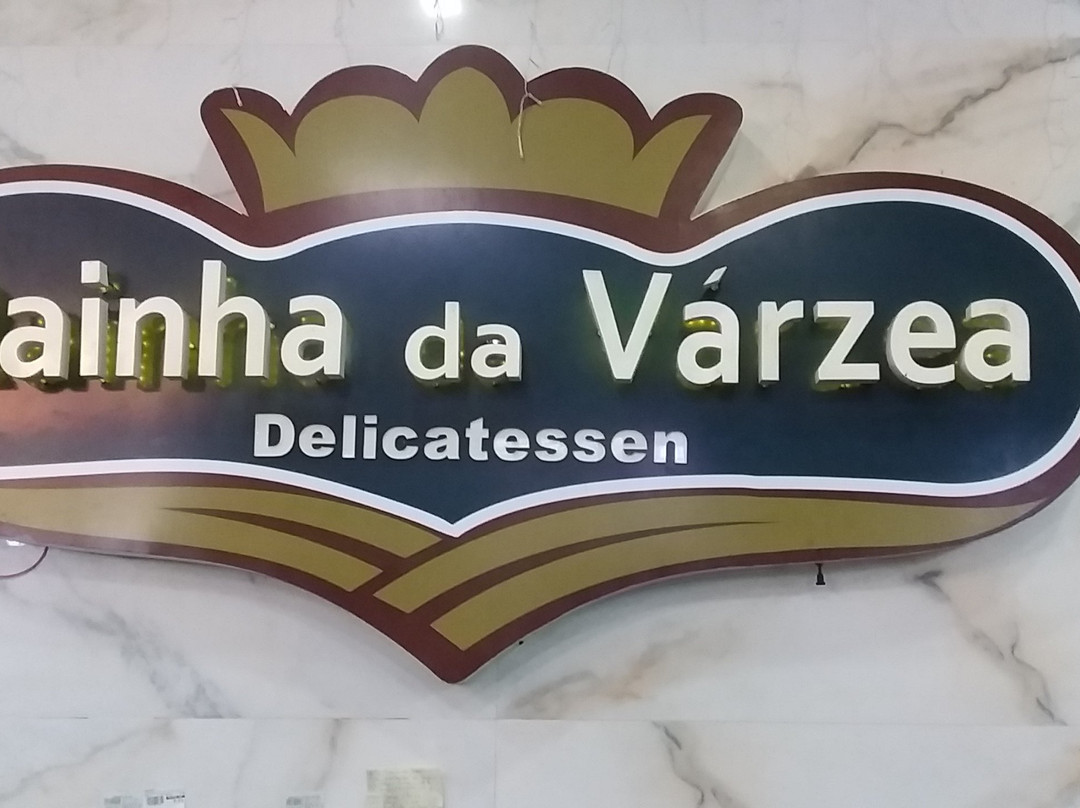 ainha da Várzea
Delicatessen